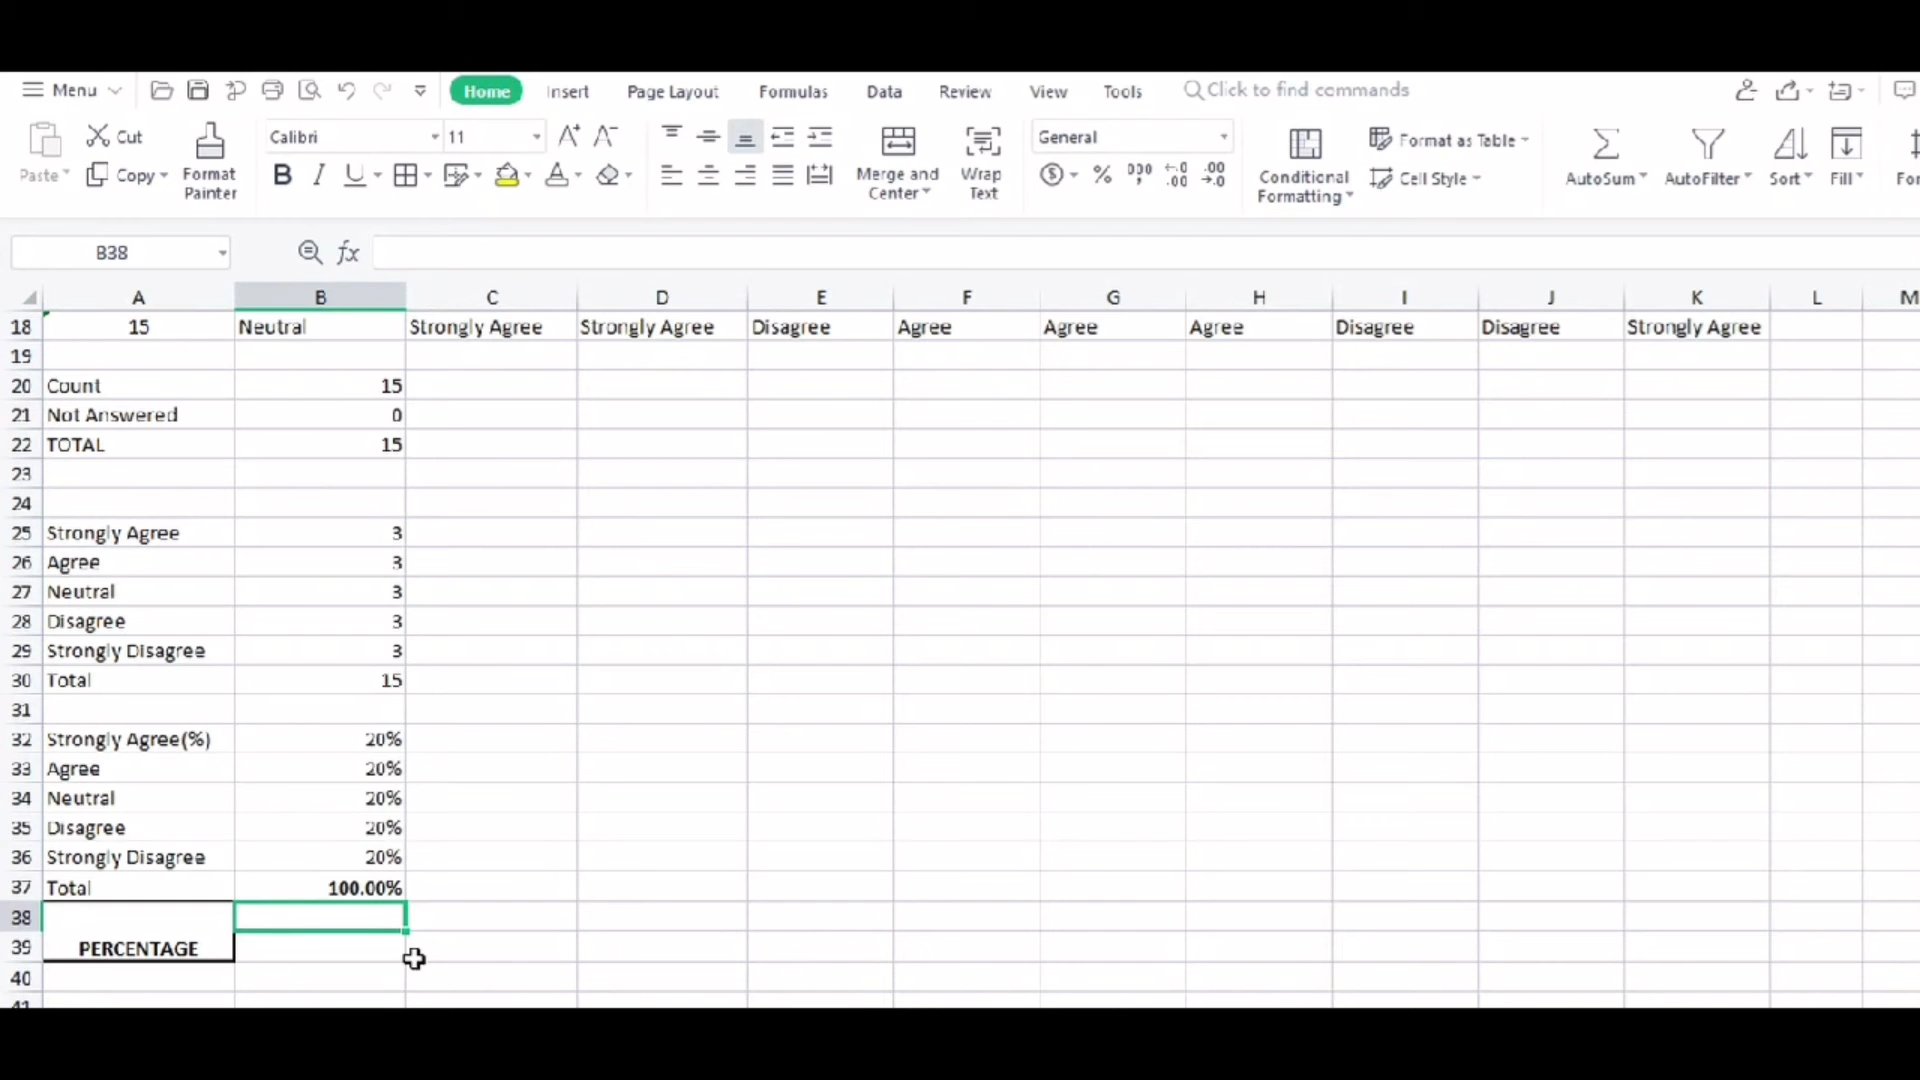 Menu Home Insert Page Layout Formulas Data Review View Tools Click to find commands
Cut Calibri 11 General Format as Table
Paste Copy Format Painter Merge and Center Wrap Text Conditional Formatting Cell Style AutoSum AutoFilter Sort Fill
B38 fx
A B C D E F G H I J K L M
18 15 Neutral Strongly Agree Strongly Agree Disagree Agree Agree Agree Disagree Disagree Strongly Agree
19
20 Count 15
21 Not Answered 0
22 TOTAL 15
23
24
25 Strongly Agree 3
26 Agree 3
27 Neutral 3
28 Disagree 3
29 Strongly Disagree 3
30 Total 15
31
32 Strongly Agree(%) 20%
33 Agree 20%
34 Neutral 20%
35 Disagree 20%
36 Strongly Disagree 20%
37 Total 100.00%
38
39 PERCENTAGE
40